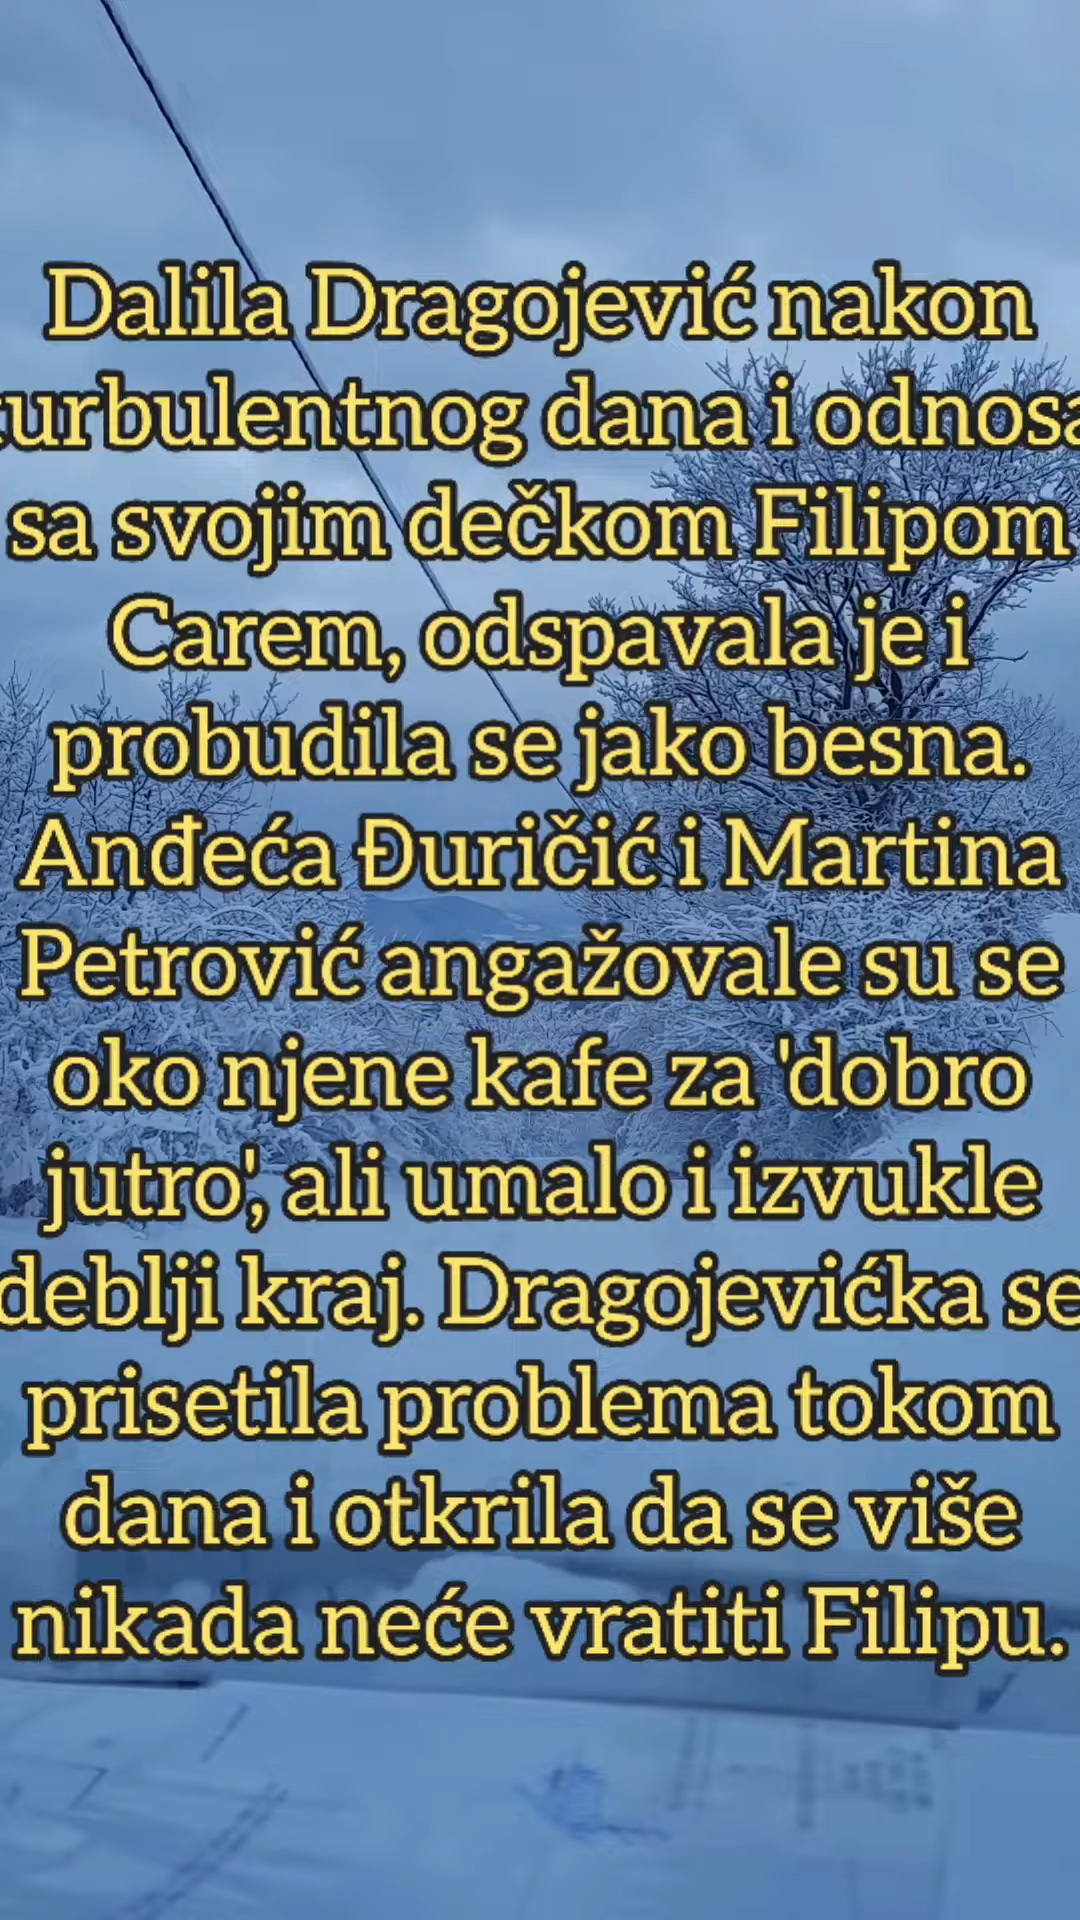 Dalila Dragojević nakon
turbulentnog dana i odnosa
sa svojim dečkom Filipom
Carem, odspavala je i
probudila se jako besna.
Anđeća Đuričić i Martina
Petrović angažovale su se
oko njene kafe za 'dobro
jutro', ali umalo i izvukle
deblji kraj. Dragojevićka se
prisetila problema tokom
dana i otkrila da se više
nikada neće vratiti Filipu.